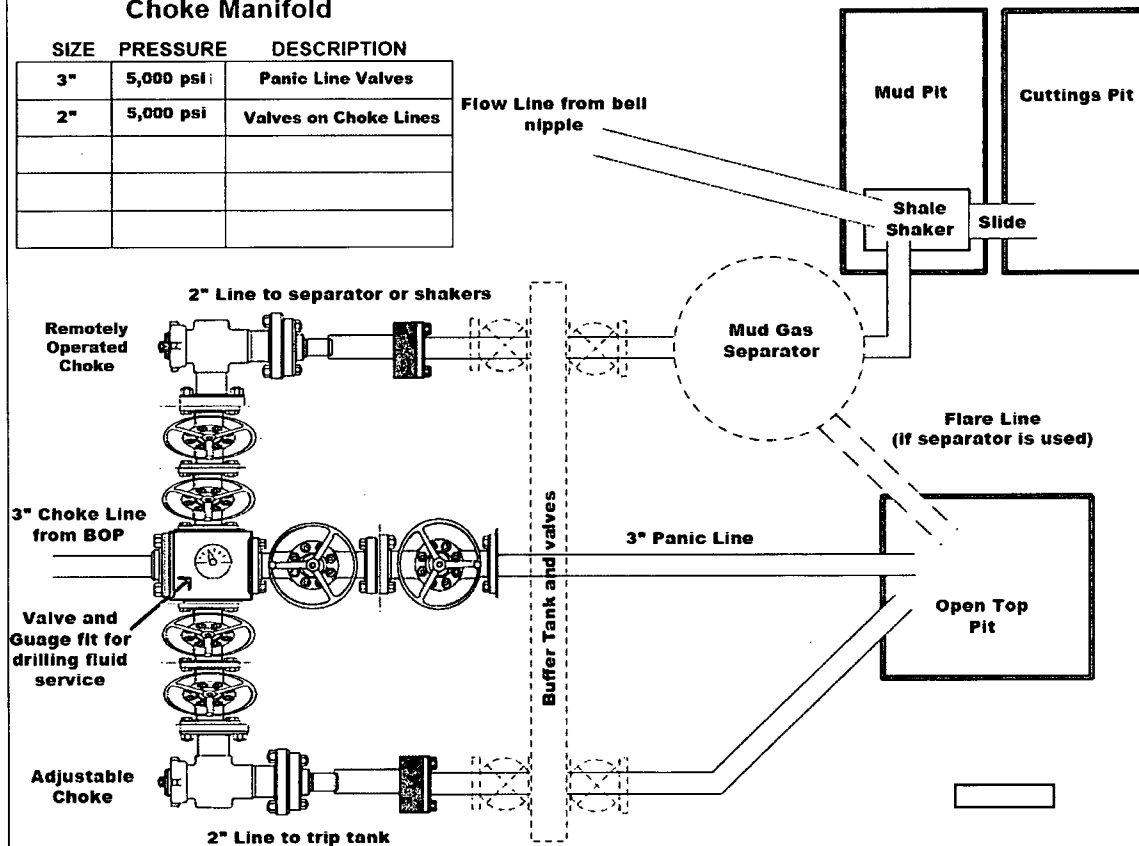 Choke Manifold
SIZE PRESSURE DESCRIPTION
3" 5,000 psi Panic Line Valves
2" 5,000 psi Valves on Choke Lines
Flow Line from bell
nipple
Mud Pit
Cuttings Pit
Shale
Shaker
Slide
2" Line to separator or shakers
Remotely
Operated
Choke
Mud Gas
Separator
Flare Line
(if separator is used)
3" Choke Line
from BOP
3" Panic Line
Buffer Tank and valves
Open Top
Pit
Valve and
Guage fit for
drilling fluid
service
Adjustable
Choke
2" Line to trip tank